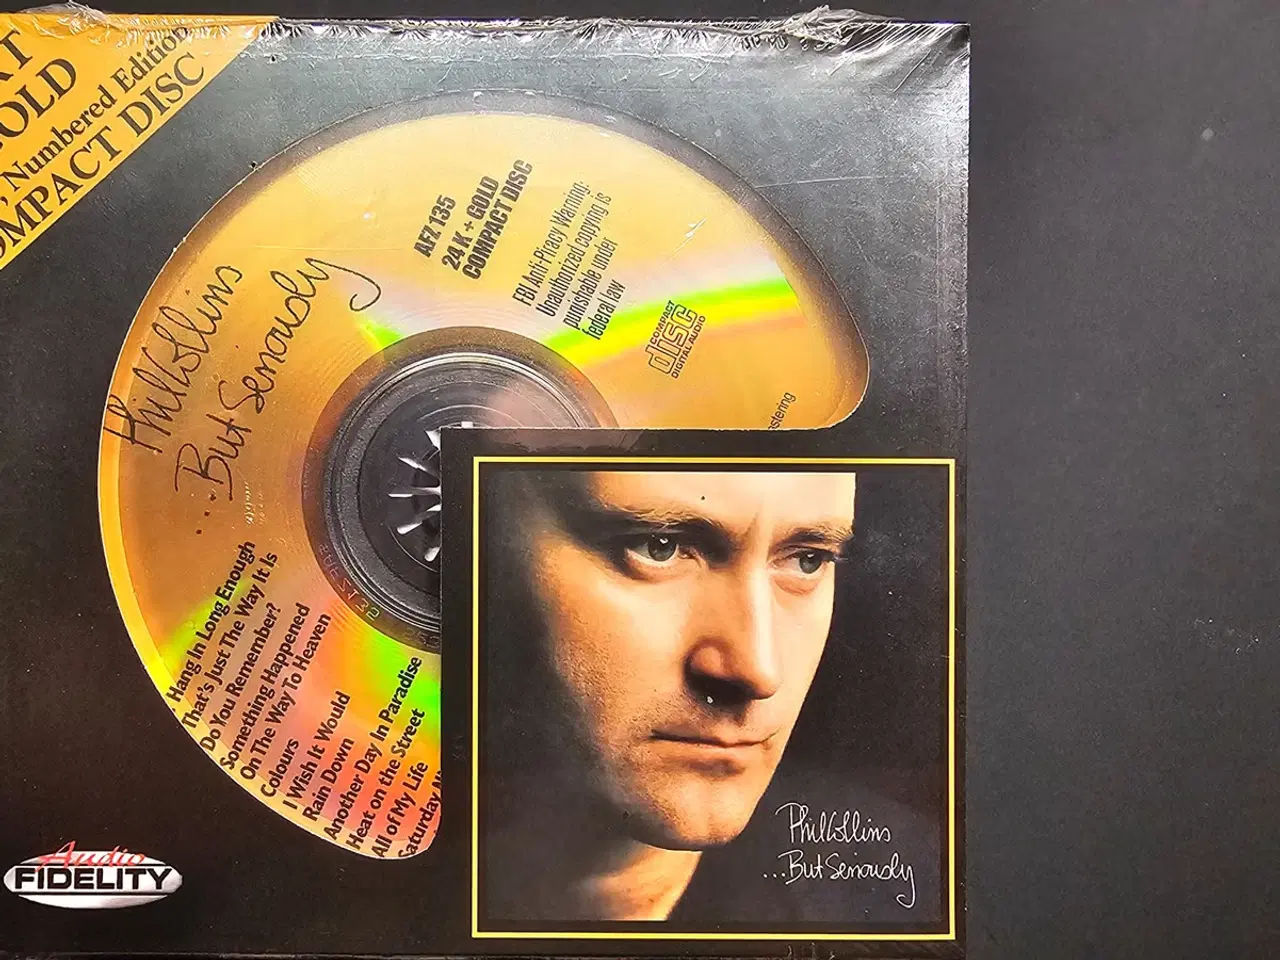 OLD
Numbered Edition
COMPACT DISC
AFZ 135
24 K + GOLD
COMPACT DISC
FBI Anti-Piracy Warning:
Unauthorized copying is
punishable under
federal law
COMPACT
disc
DIGITAL AUDIO
Phil Collins
...But Seriously
Hang In Long Enough
That's Just The Way It Is
Do You Remember?
Something Happened
On The Way To Heaven
Colours
I Wish It Would
Rain Down
Another Day In Paradise
Heat on the Street
All of My Life
Saturday
Phil Collins
...But Seriously
Audio
FIDELITY